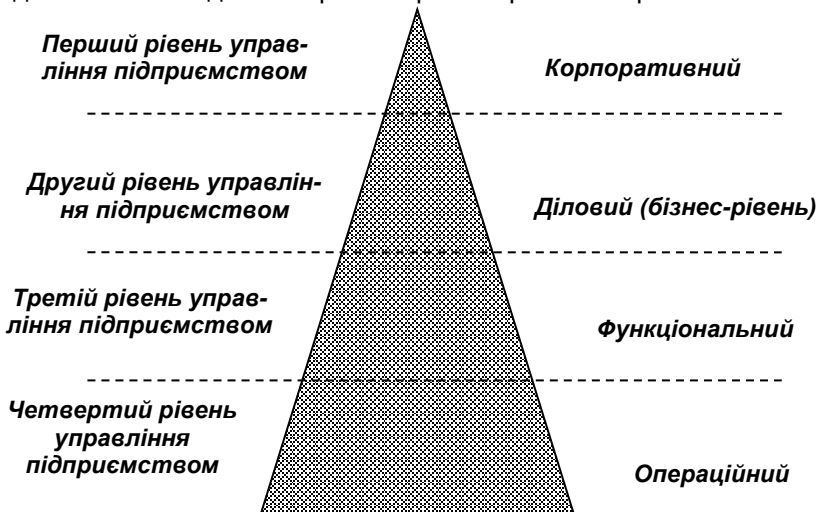 Перший рівень управ-
ління підприємством
Корпоративний
Другий рівень управлін-
ня підприємством
Діловий (бізнес-рівень)
Третій рівень управ-
ління підприємством
Функціональний
Четвертий рівень
управління
підприємством
Операційний